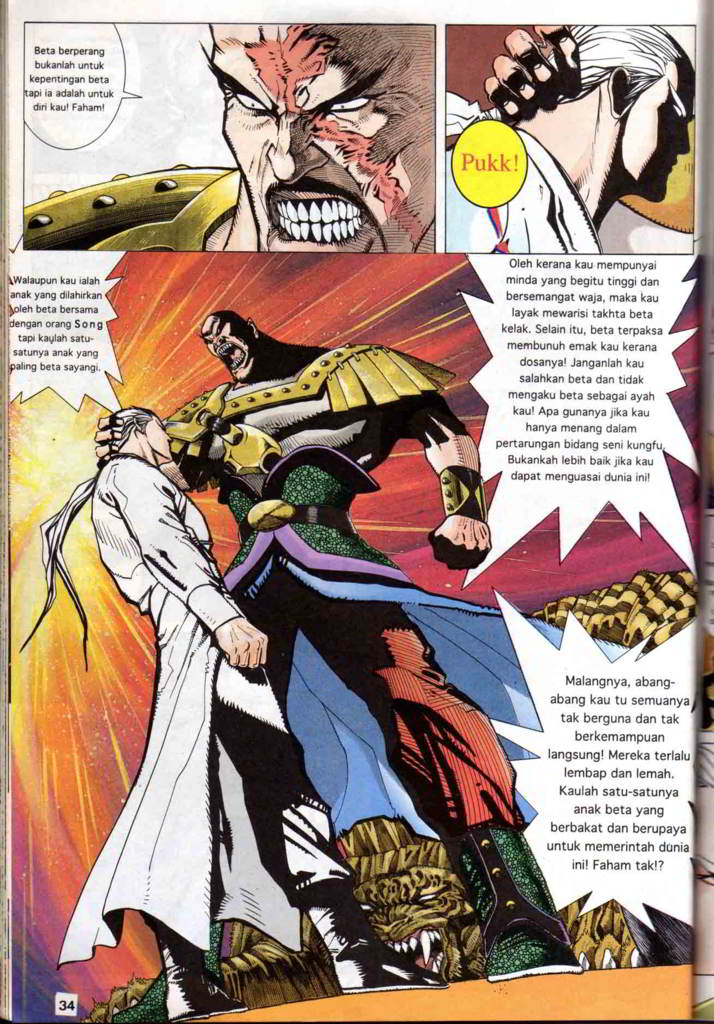 Beta berperang
bukanlah untuk
kepentingan beta
tapi ia adalah untuk
diri kau! Faham!
Pukk!
Walaupun kau ialah
anak yang dilahirkan
oleh beta bersama
dengan orang Song
tapi kaulah satu-
satunya anak yang
paling beta sayangi.
Oleh kerana kau mempunyai
minda yang begitu tinggi dan
bersemangat waja, maka kau
layak mewarisi takhta beta
kelak. Selain itu, beta terpaksa
membunuh emak kau kerana
dosanya! Janganlah kau
salahkan beta dan tidak
mengaku beta sebagai ayah
kau! Apa gunanya jika kau
hanya menang dalam
pertarungan bidang seni kungfu.
Bukankah lebih baik jika kau
dapat menguasai dunia ini!
Malangnya, abang-
abang kau tu semuanya
tak berguna dan tak
berkemampuan
langsung! Mereka terlalu
lembap dan lemah.
Kaulah satu-satunya
anak beta yang
berbakat dan berupaya
untuk memerintah dunia
ini! Faham tak!?
34